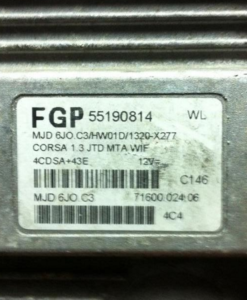 FGP 55190814 WL
MJD 6JO.C3/HW01D/1320-X277
CORSA 1.3 JTD MTA WIF
4CDSA+43E 12V=
C146
MJD 6JO.C3 71600.024.06
4C4